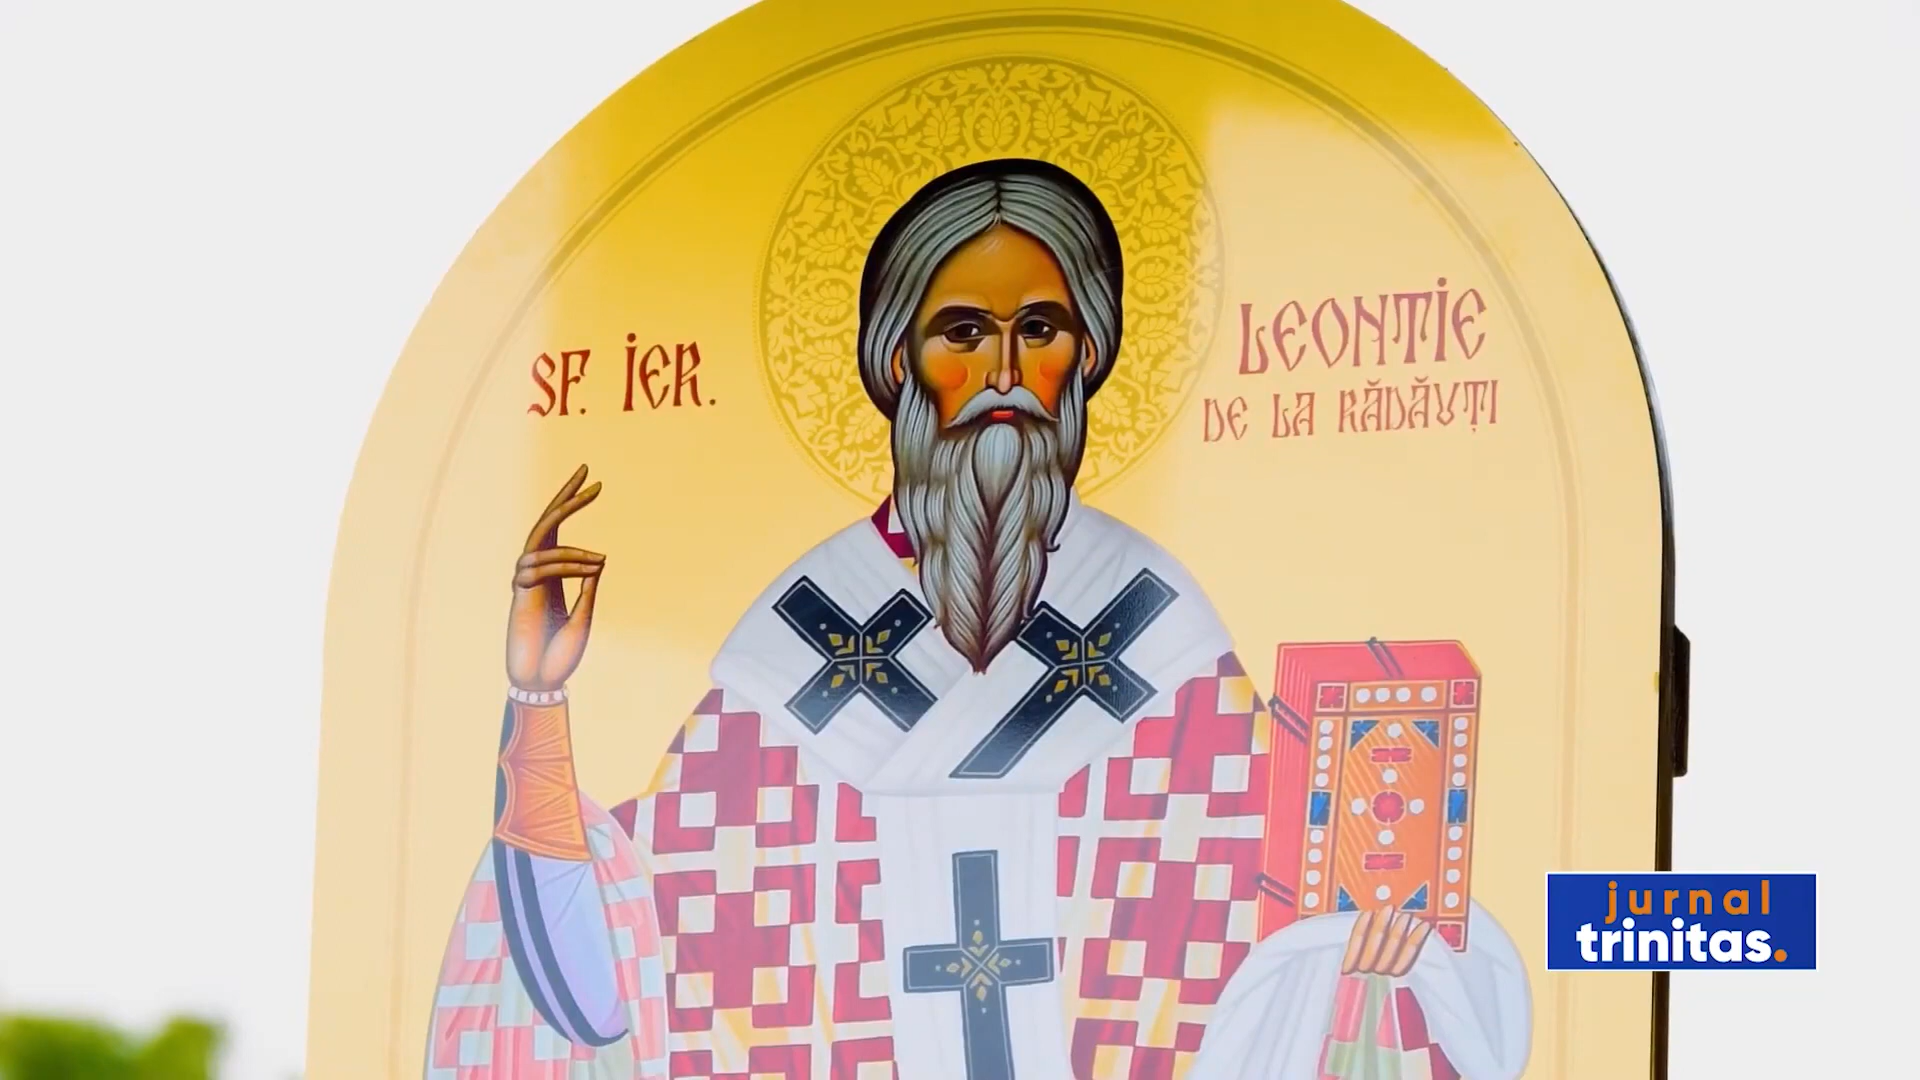 SF. IER.
LEONTIE
DE LA RĂDĂUȚI
jurnal
trinitas.